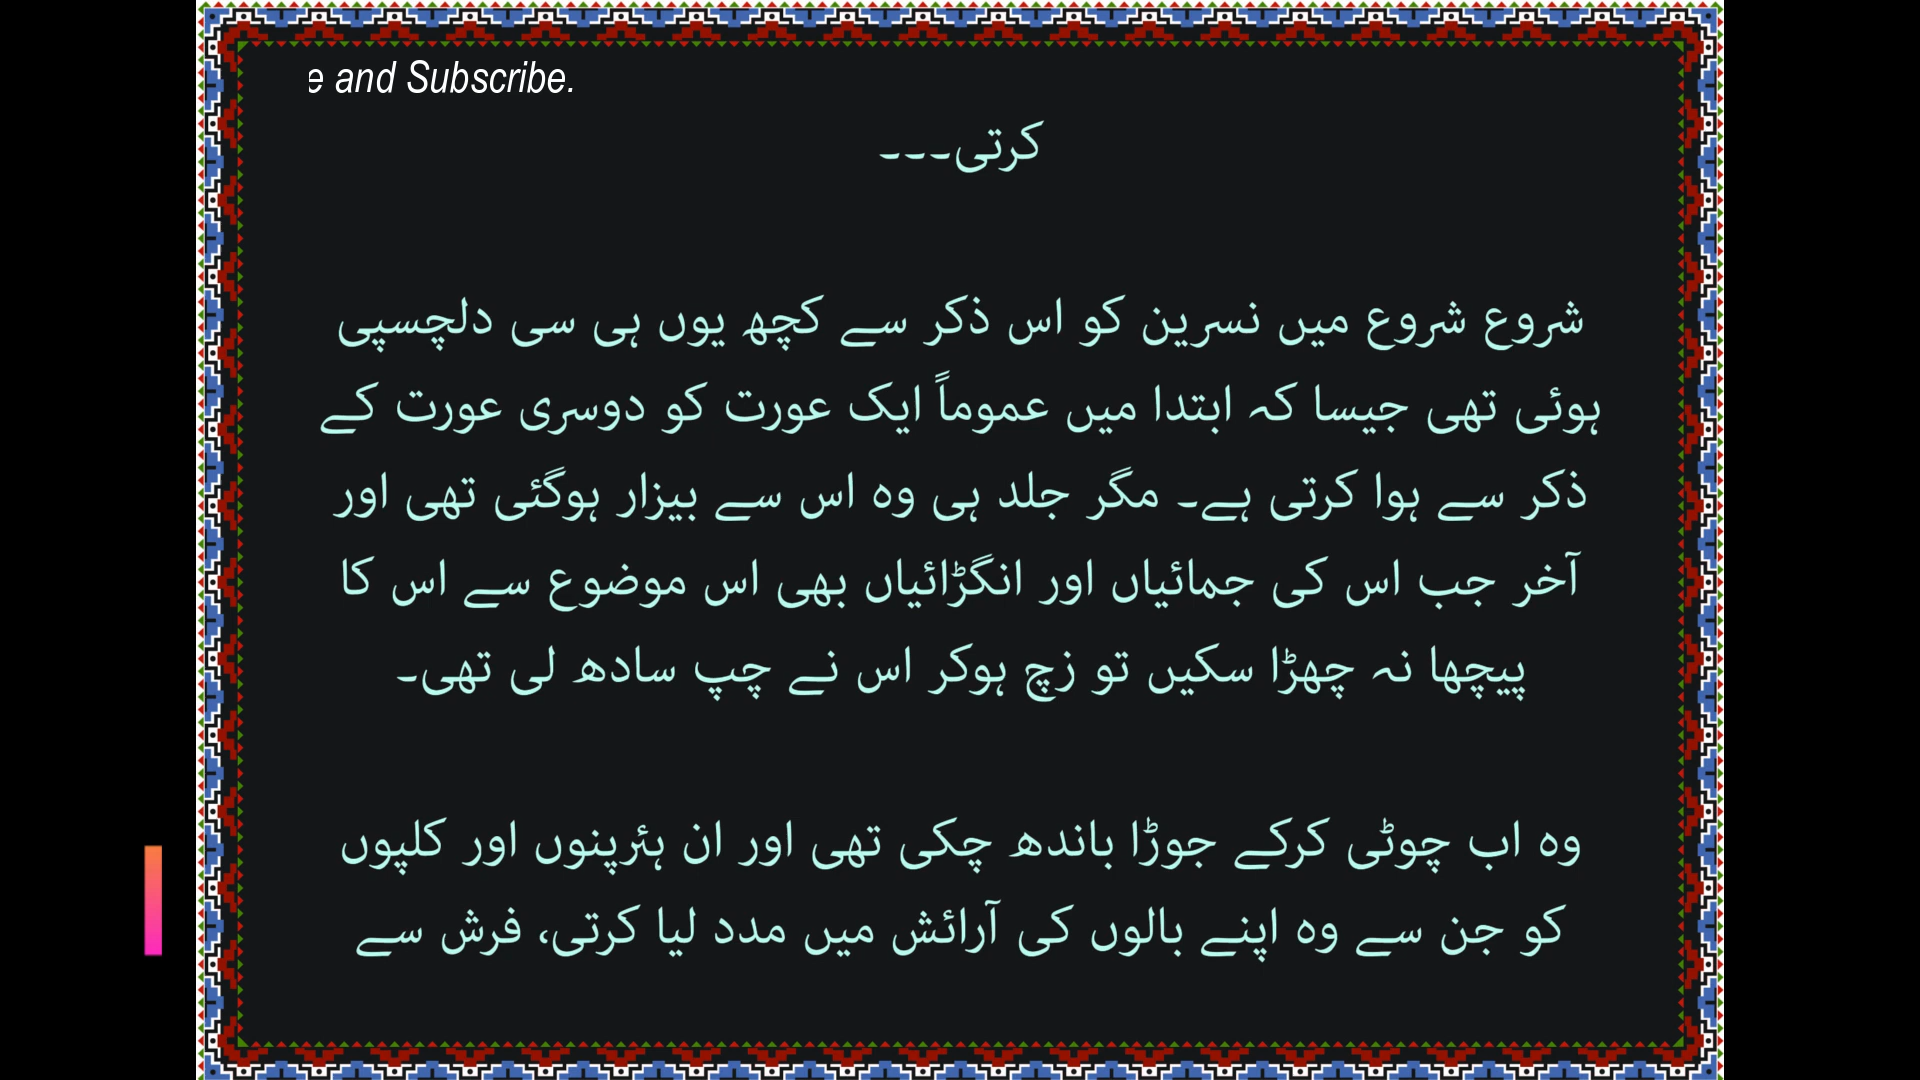 e and Subscribe.
کرتی۔۔۔
شروع شروع میں نسرین کو اس ذکر سے کچھ یوں ہی سی دلچسپی
ہوئی تھی جیسا کہ ابتدا میں عموماً ایک عورت کو دوسری عورت کے
ذکر سے ہوا کرتی ہے۔ مگر جلد ہی وہ اس سے بیزار ہوگئی تھی اور
آخر جب اس کی جمائیاں اور انگڑائیاں بھی اس موضوع سے اس کا
پیچھا نہ چھڑا سکیں تو زچ ہوکر اس نے چپ سادھ لی تھی۔
وہ اب چوٹی کرکے جوڑا باندھ چکی تھی اور ان ہئرپنوں اور کلپوں
کو جن سے وہ اپنے بالوں کی آرائش میں مدد لیا کرتی، فرش سے